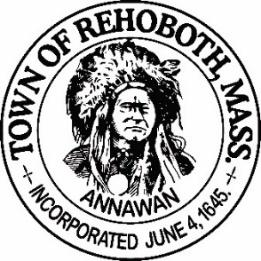 TOWN OF REHOBOTH, MASS.
ANNAWAN
INCORPORATED JUNE 4, 1645.